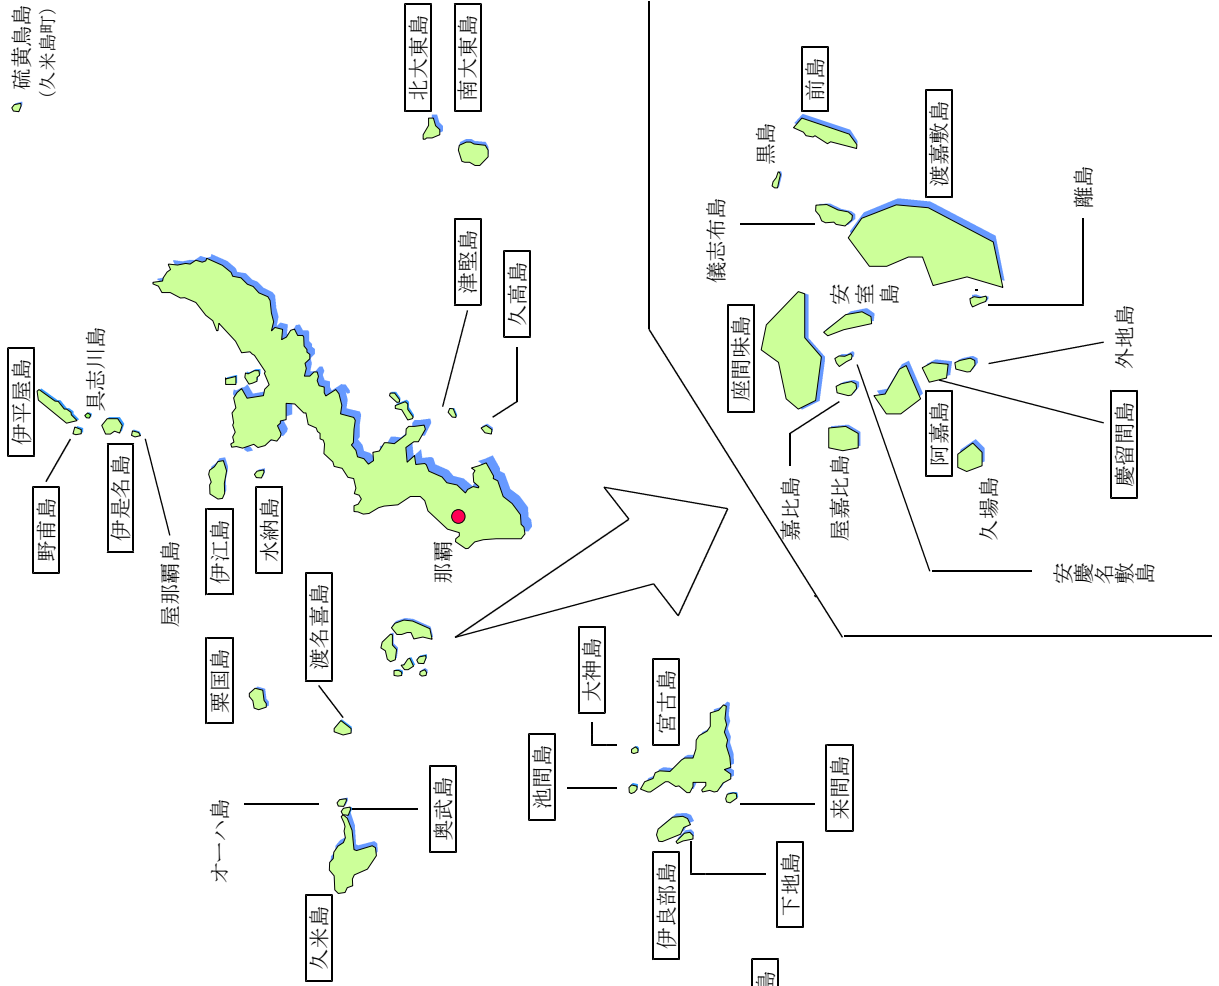 硫黄鳥島
(久米島町)
北大東島
南大東島
伊平屋島
具志川島
野甫島
伊是名島
屋那覇島
伊江島
水納島
津堅島
久高島
那覇
粟国島
渡名喜島
オーハ島
奥武島
久米島
池間島
大神島
宮古島
来間島
伊良部島
下地島
島
前島
黒島
渡嘉敷島
儀志布島
離島
座間味島
安室島
外地島
慶留間島
阿嘉島
嘉比島
屋嘉比島
久場島
安慶名敷島